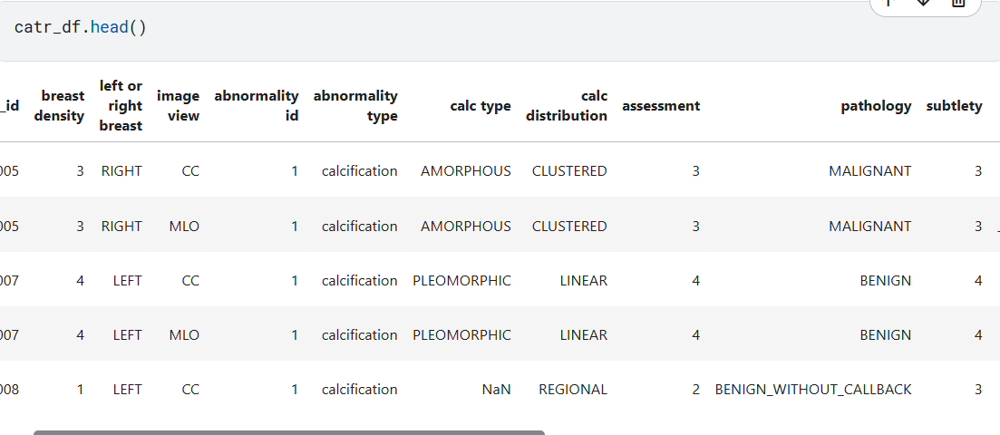 catr_df.head()
_id breast density left or right breast image view abnormality id abnormality type calc type calc distribution assessment pathology subtlety
005 3 RIGHT CC 1 calcification AMORPHOUS CLUSTERED 3 MALIGNANT 3
005 3 RIGHT MLO 1 calcification AMORPHOUS CLUSTERED 3 MALIGNANT 3
007 4 LEFT CC 1 calcification PLEOMORPHIC LINEAR 4 BENIGN 4
007 4 LEFT MLO 1 calcification PLEOMORPHIC LINEAR 4 BENIGN 4
008 1 LEFT CC 1 calcification NaN REGIONAL 2 BENIGN_WITHOUT_CALLBACK 3